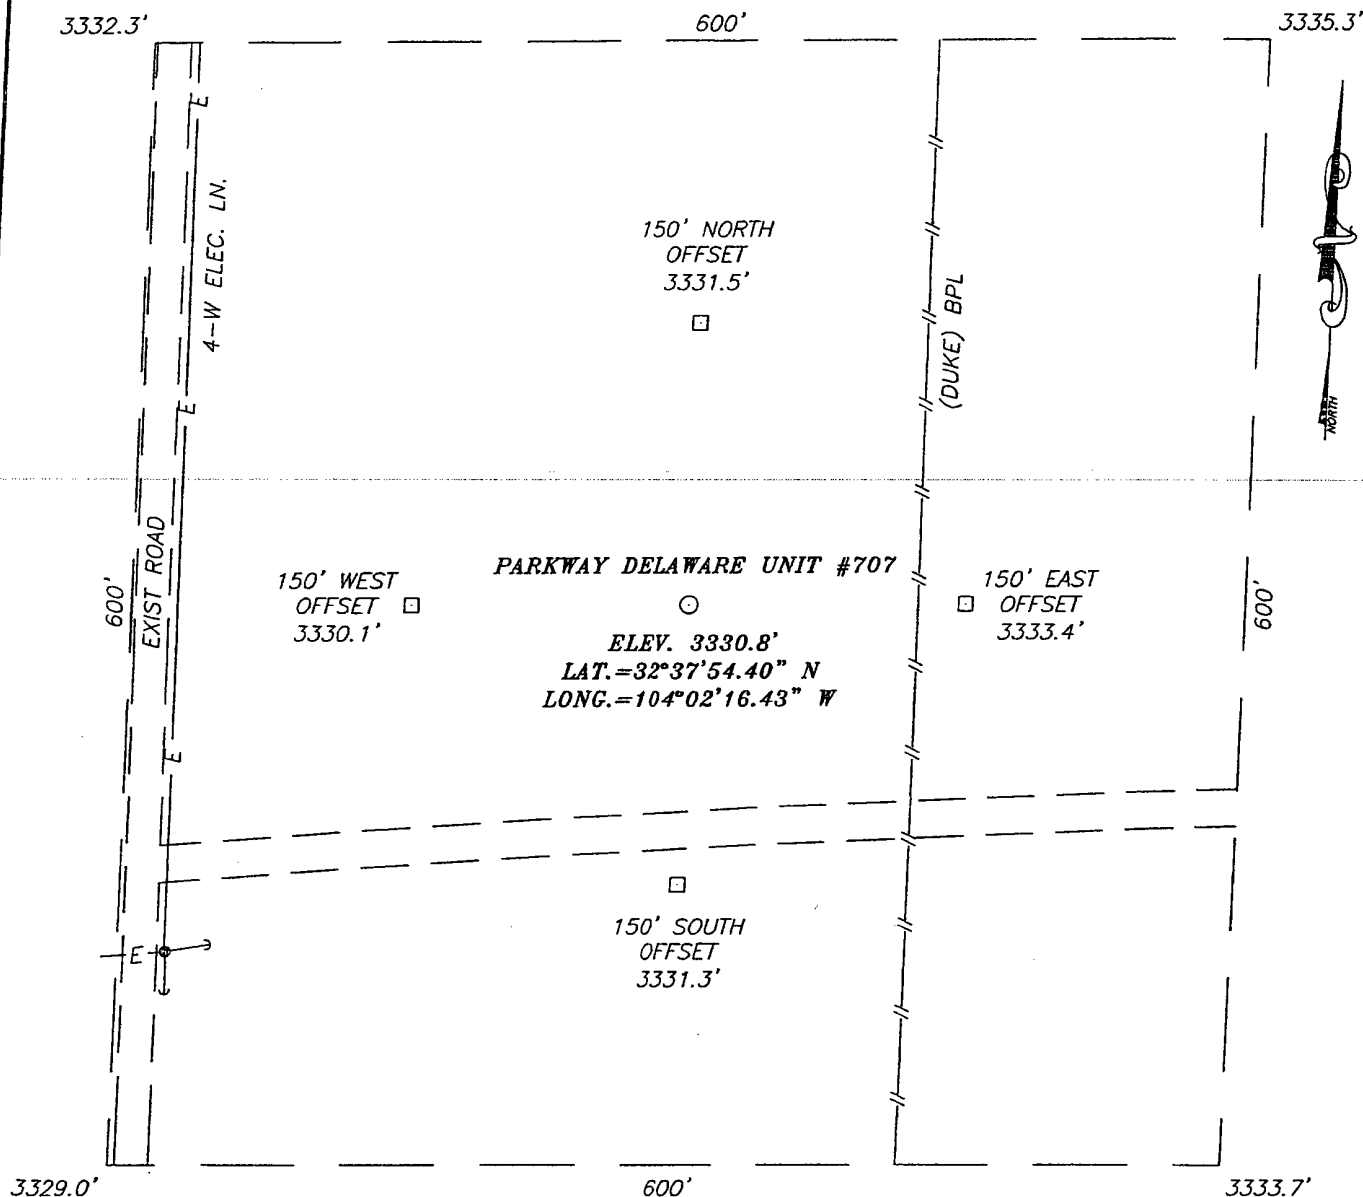 3332.3' 600' 3335.3'
E
4-W ELEC. LN.
150' NORTH
OFFSET
3331.5'
(DUKE) BPL
NORTH
E
600'
EXIST ROAD
150' WEST
OFFSET
3330.1'
PARKWAY DELAWARE UNIT #707
ELEV. 3330.8'
LAT.=32°37'54.40" N
LONG.=104°02'16.43" W
150' EAST
OFFSET
3333.4'
600'
E
150' SOUTH
OFFSET
3331.3'
E
3329.0' 600' 3333.7'